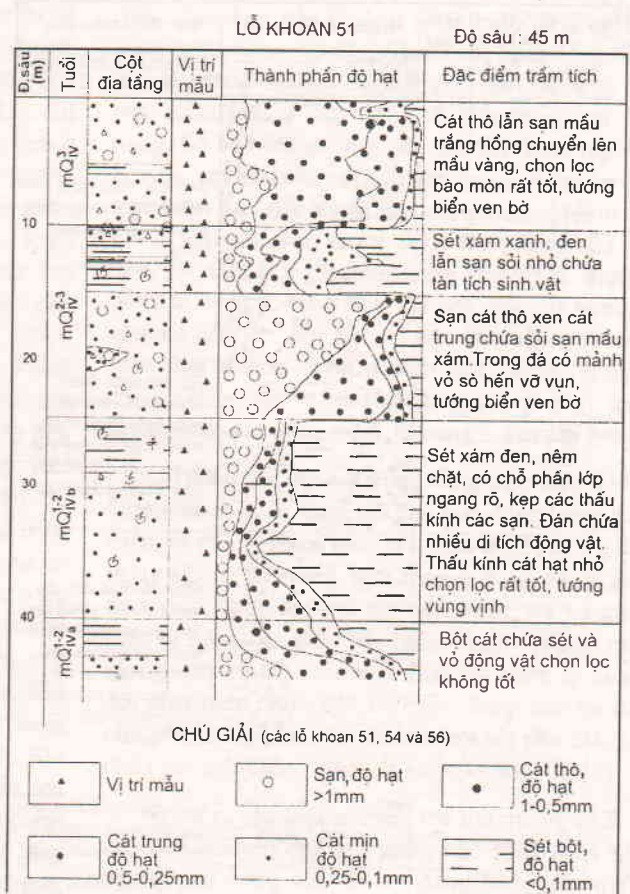 LỖ KHOAN 51
Độ sâu : 45 m
Đ.sâu (m)
Tuổi
Cột
địa tầng
Vị trí
mẫu
Thành phần độ hạt
Đặc điểm trầm tích
10
20
30
40
mQ³IV
mQ²⁻³IV
mQ¹⁻²IVb
mQ¹⁻²IVa
Cát thô lẫn sạn mầu
trắng hồng chuyển lên
mầu vàng, chọn lọc
bào mòn rất tốt, tướng
biển ven bờ
Sét xám xanh, đen
lẫn sạn sỏi nhỏ chứa
tàn tích sinh vật
Sạn cát thô xen cát
trung chứa sỏi sạn mầu
xám.Trong đá có mảnh
vỏ sò hến vỡ vụn,
tướng biển ven bờ
Sét xám đen, nêm
chặt, có chỗ phấn lớp
ngang rõ, kẹp các thấu
kính các sạn. Đán chứa
nhiều di tích động vật.
Thấu kính cát hạt nhỏ
chọn lọc rất tốt, tướng
vùng vịnh
Bột cát chứa sét và
vỏ động vật chọn lọc
không tốt
CHÚ GIẢI (các lỗ khoan 51, 54 và 56)
Vị trí mẫu
Sạn, độ hạt
>1mm
Cát thô,
độ hạt
1-0,5mm
Cát trung
độ hạt
0,5-0,25mm
Cát mịn
độ hạt
0,25-0,1mm
Sét bột,
độ hạt
<0,1mm